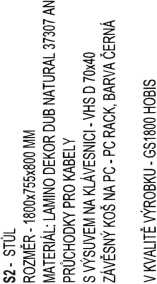 S2 - STŮL
ROZMĚR - 1800x755x800 MM
MATERIÁL: LAMINO DEKOR DUB NATURAL 37307 AN
PRŮCHODKY PRO KABELY
S VÝSUVEM NA KLÁVESNICI - VHS D 70x40
ZÁVĚSNÝ KOŠ NA PC - PC RACK, BARVA ČERNÁ
V KVALITĚ VÝROBKU - GS1800 HOBIS